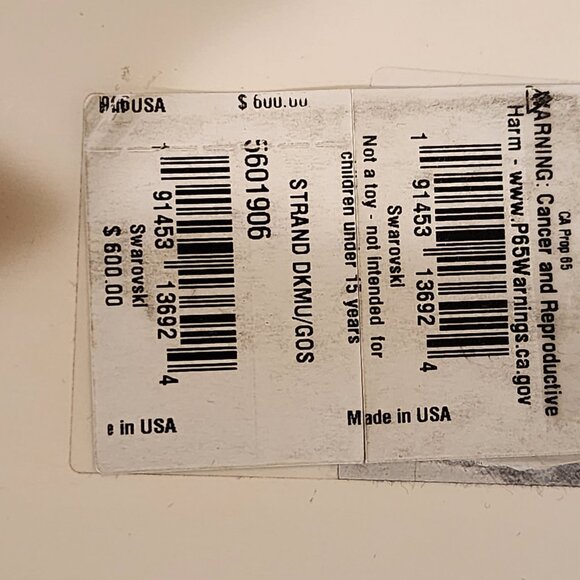 USA
$ 600.00
5601906
STRAND DKMU/GOS
1 91453 13692 4
Swarovski
$ 600.00
e in USA
CA Prop 65
WARNING: Cancer and Reproductive
Harm - www.P65Warnings.ca.gov
1 91453 13692 4
Swarovski
Not a toy - not intended for
children under 15 years
Made in USA